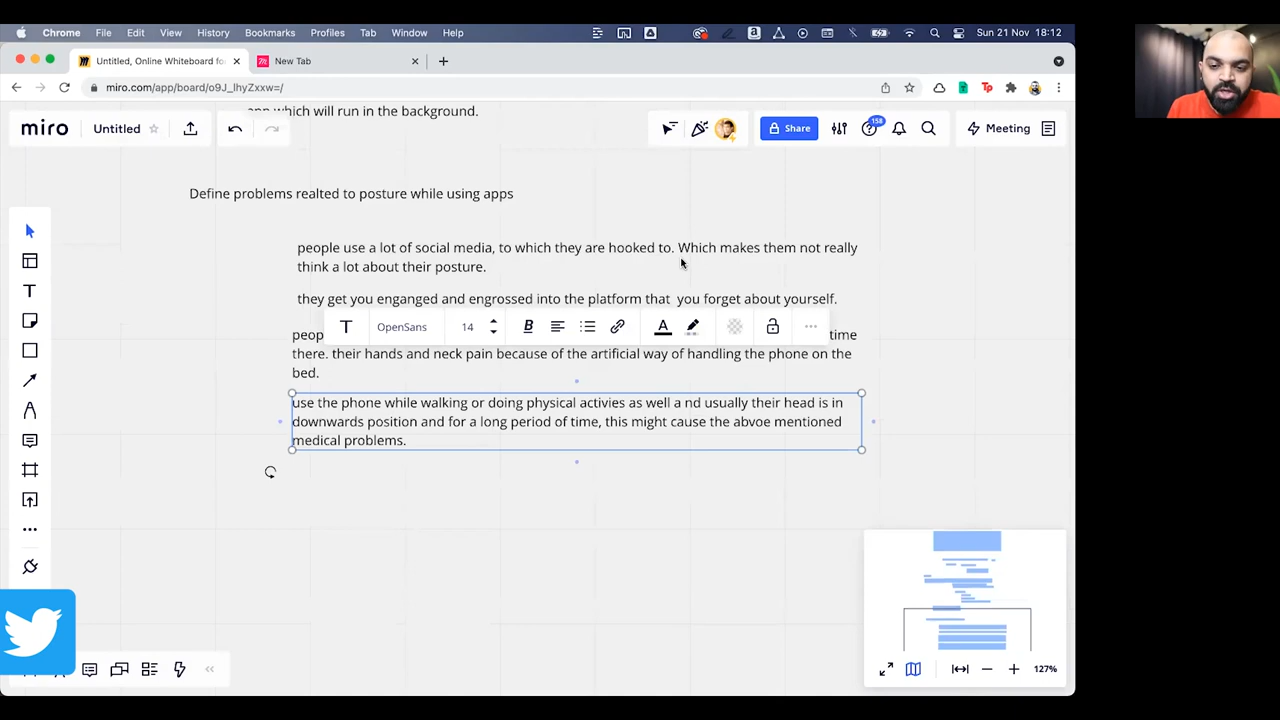 Chrome File Edit View History Bookmarks Profiles Tab Window Help Sun 21 Nov 18:12
Untitled, Online Whiteboard fo New Tab
miro.com/app/board/o9J_lhyZxxw=/
app which will run in the background.
miro Untitled Share 158 Meeting
Define problems realted to posture while using apps
people use a lot of social media, to which they are hooked to. Which makes them not really
think a lot about their posture.
they get you enganged and engrossed into the platform that you forget about yourself.
OpenSans 14
peop time
there. their hands and neck pain because of the artificial way of handling the phone on the
bed.
use the phone while walking or doing physical activies as well a nd usually their head is in
downwards position and for a long period of time, this might cause the abvoe mentioned
medical problems.
127%